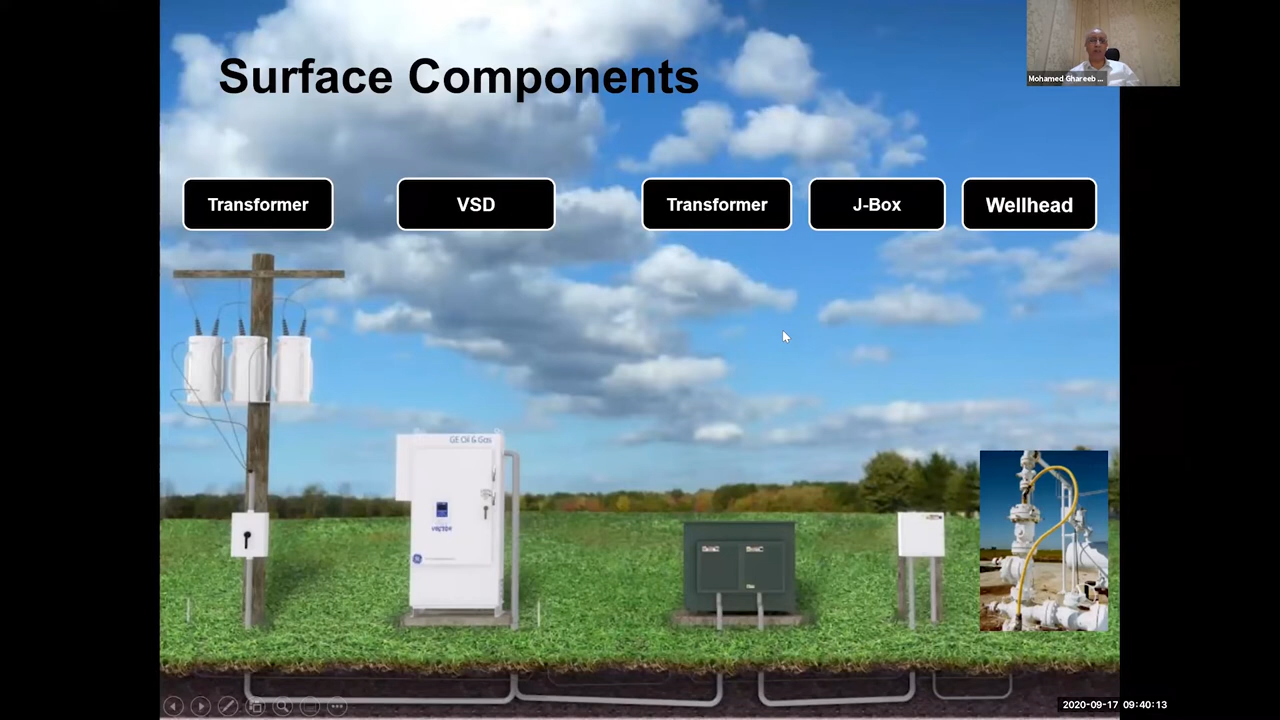 Surface Components
Mohamed Ghareeb ...
Transformer
VSD
Transformer
J-Box
Wellhead
GE Oil & Gas
2020-09-17 09:40:13